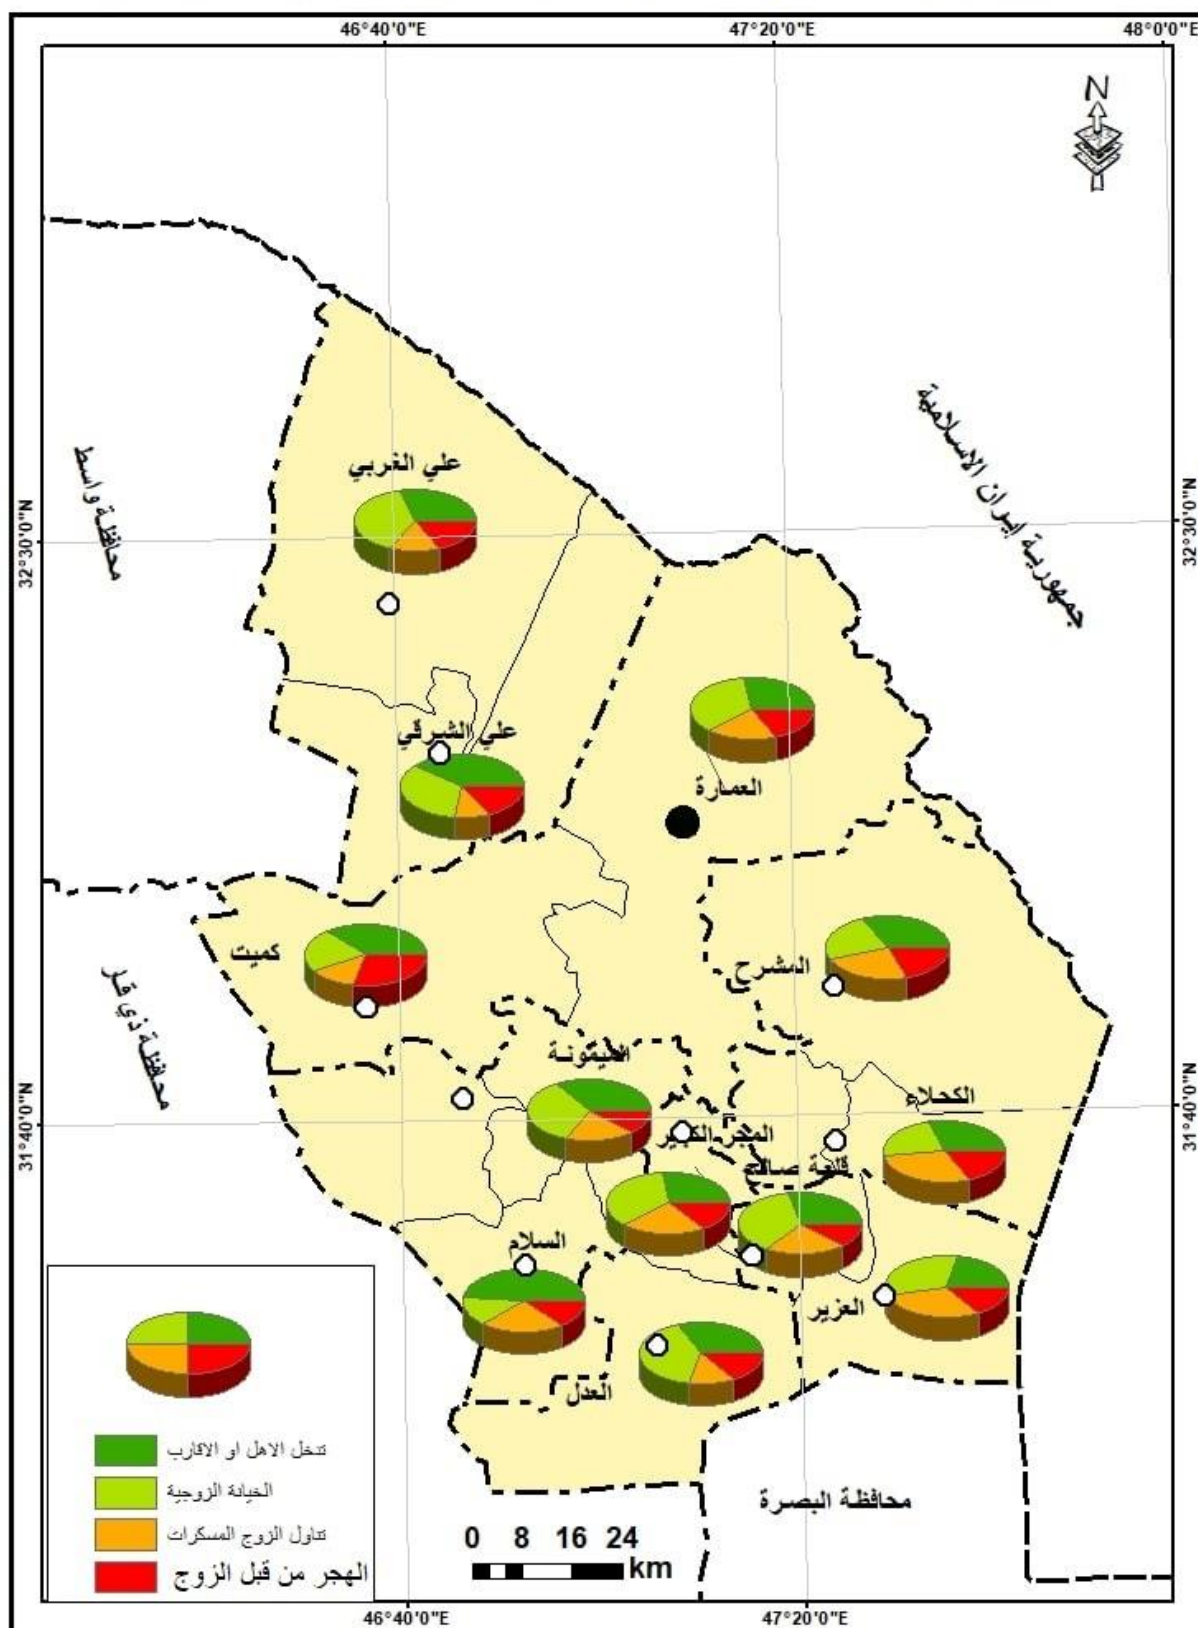 46°40'0"E
47°20'0"E
48°0'0"E
N
جمهورية إيران الاسلامية
محافظة واسط
علي الغربي
32°30'0"N
32°30'0"N
علي الشرقي
العمارة
كميت
المشرح
محافظة ذي قار
الميمونة
الكحلاء
31°40'0"N
31°40'0"N
المجر الكبير
قلعة صالح
السلام
العزير
العدل
تدخل الاهل او الاقارب
الخيانة الزوجية
تناول الزوج المسكرات
الهجر من قبل الزوج
محافظة البصرة
0 8 16 24
km
46°40'0"E
47°20'0"E